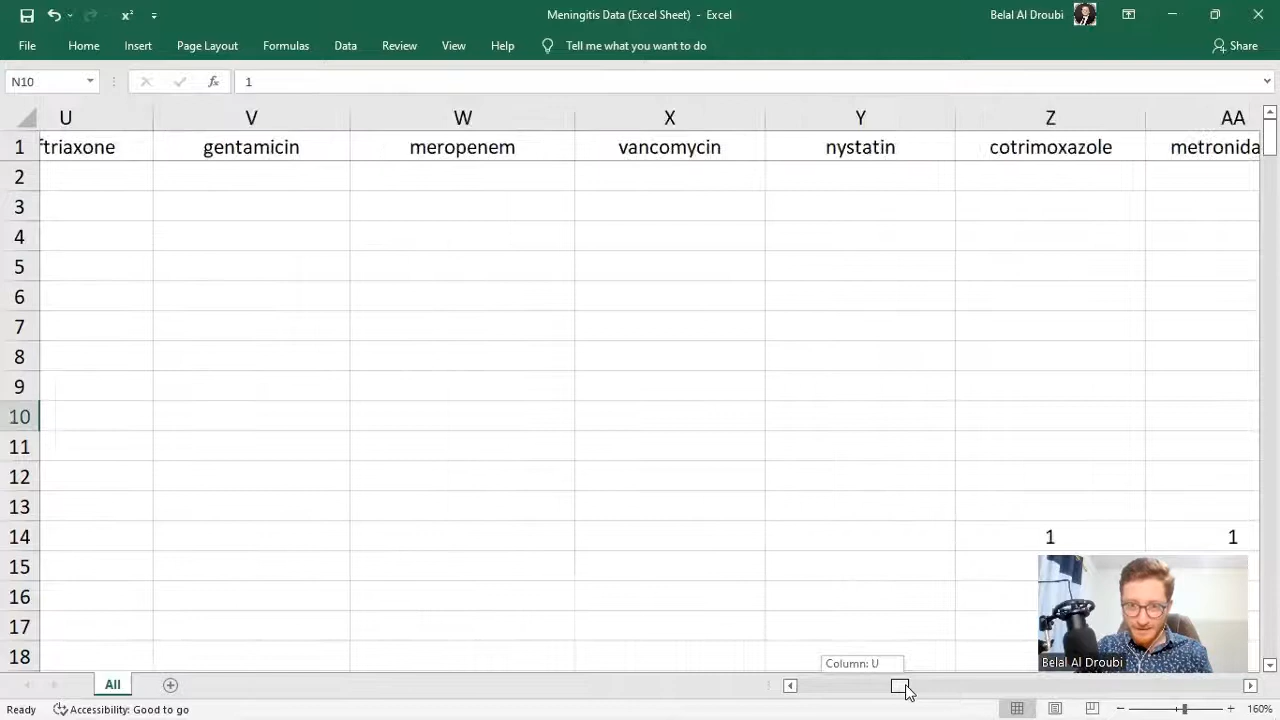 Meningitis Data (Excel Sheet) - Excel
Belal Al Droubi
File Home Insert Page Layout Formulas Data Review View Help Tell me what you want to do Share
N10 fx 1
U V W X Y Z AA
1 ftriaxone gentamicin meropenem vancomycin nystatin cotrimoxazole metronida
2
3
4
5
6
7
8
9
10
11
12
13
14 1 1
15
16
17
18
Belal Al Droubi
Column: U
All
Ready Accessibility: Good to go 160%